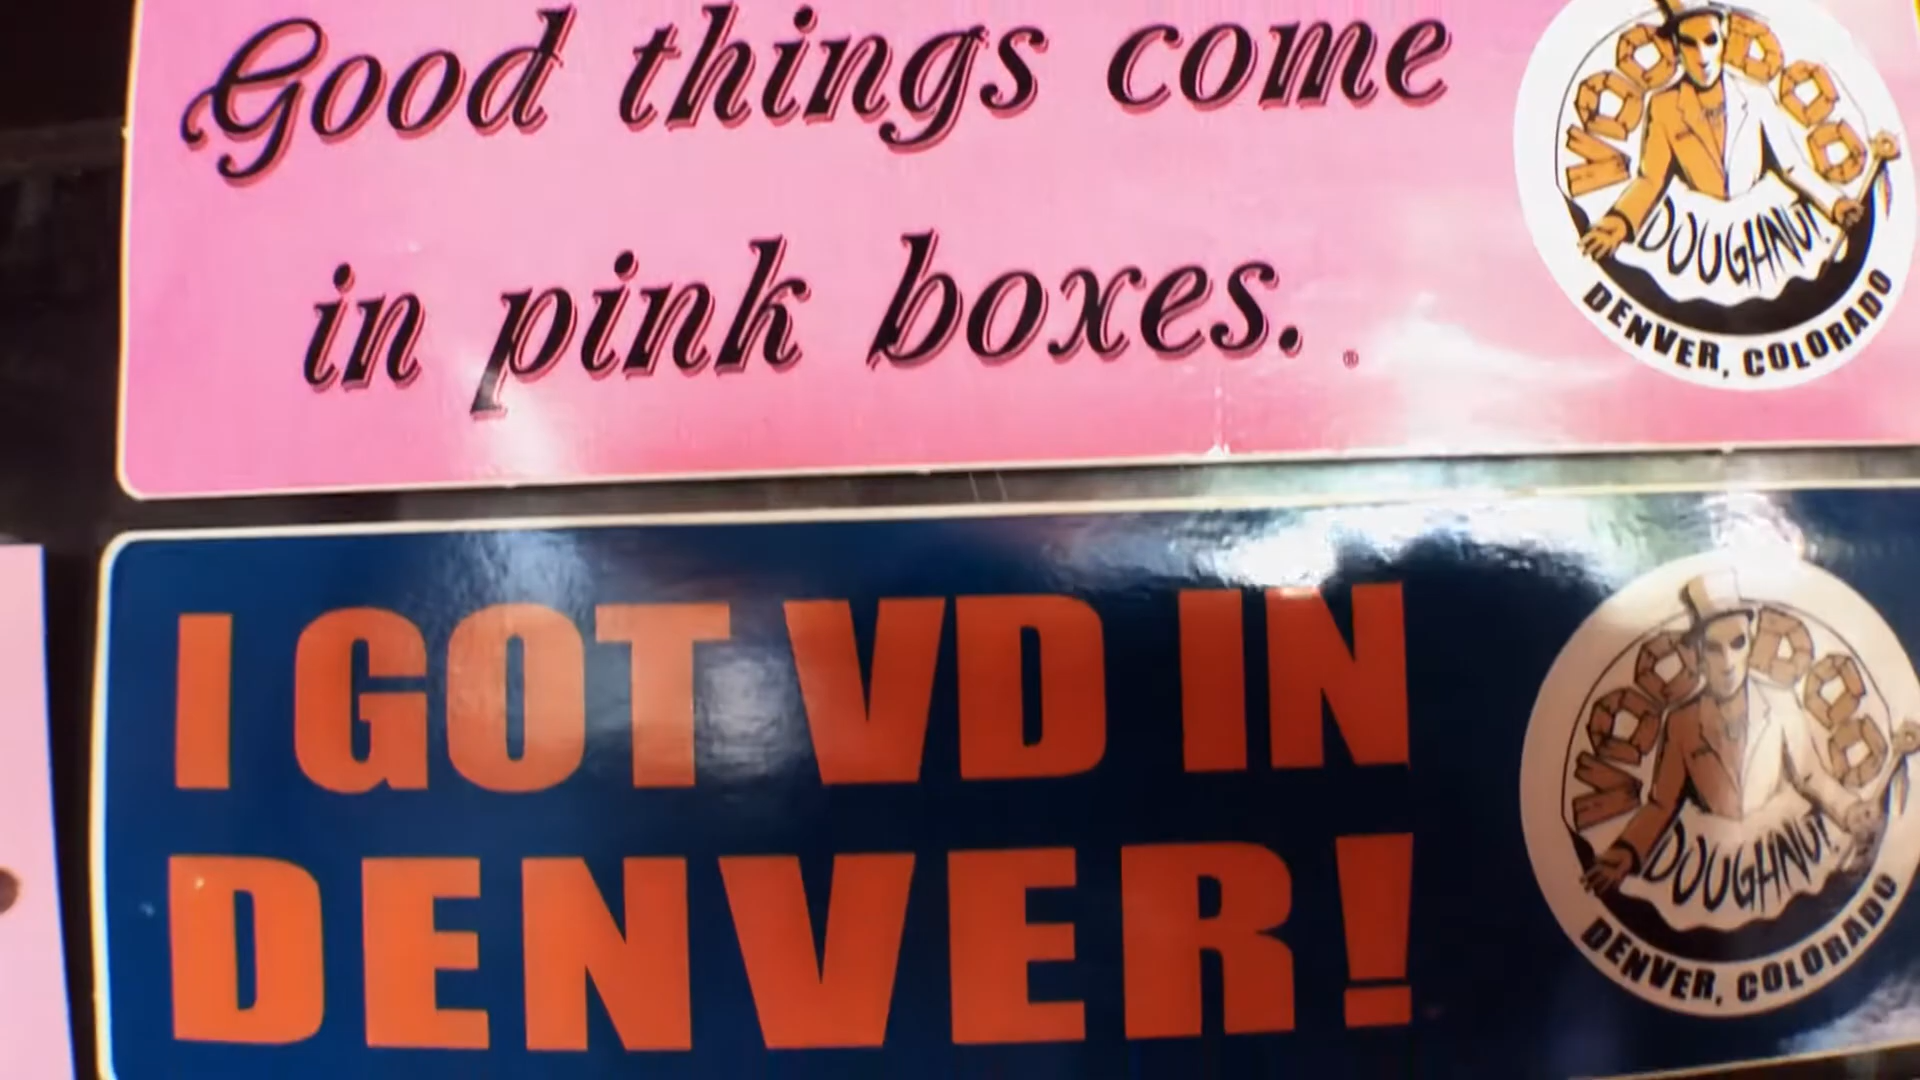 Good things come
in pink boxes.
®
VOODOO
DOUGHNUT
DENVER, COLORADO
I GOT VD IN
DENVER!
VOODOO
DOUGHNUT
DENVER, COLORADO